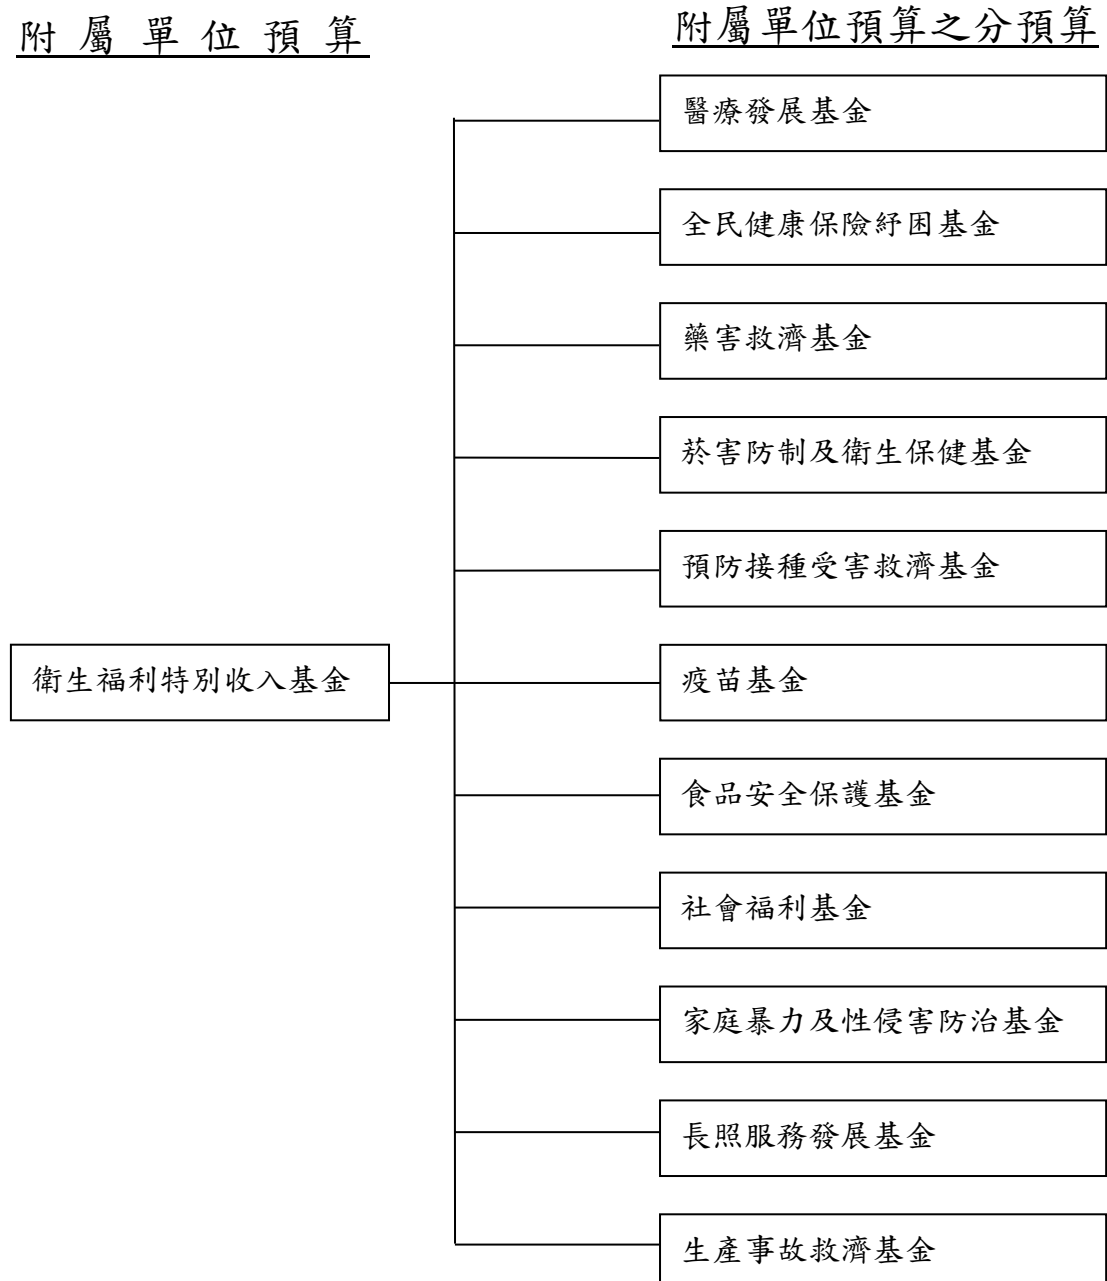 附屬單位預算
附屬單位預算之分預算
醫療發展基金
全民健康保險紓困基金
藥害救濟基金
菸害防制及衛生保健基金
預防接種受害救濟基金
衛生福利特別收入基金
疫苗基金
食品安全保護基金
社會福利基金
家庭暴力及性侵害防治基金
長照服務發展基金
生產事故救濟基金